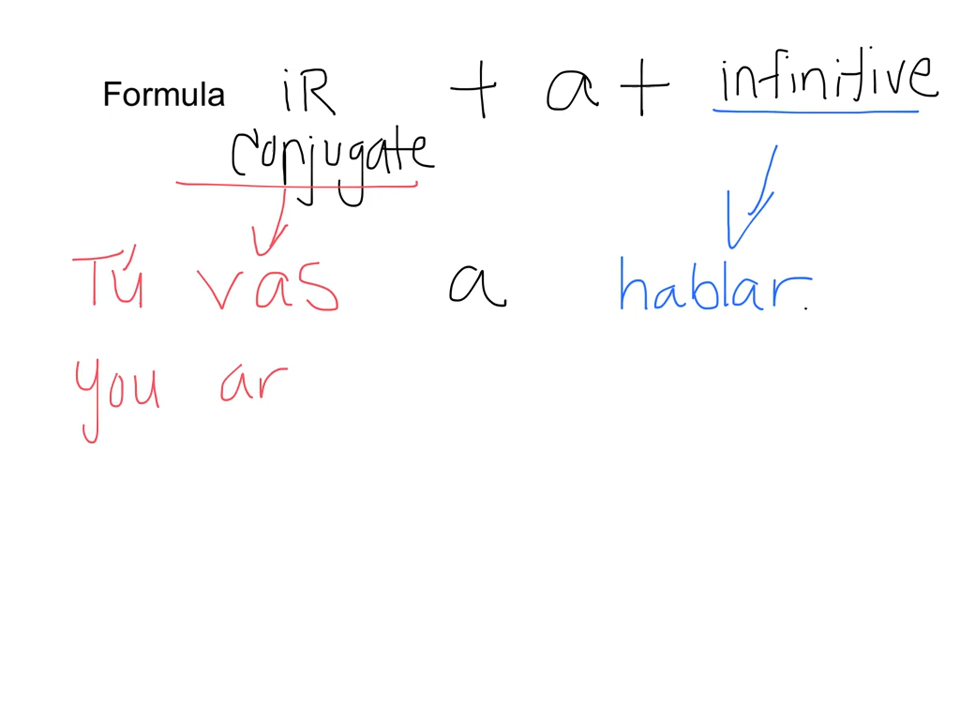 Formula iR + a + infinitive
conjugate
Tú vas a hablar.
you ar